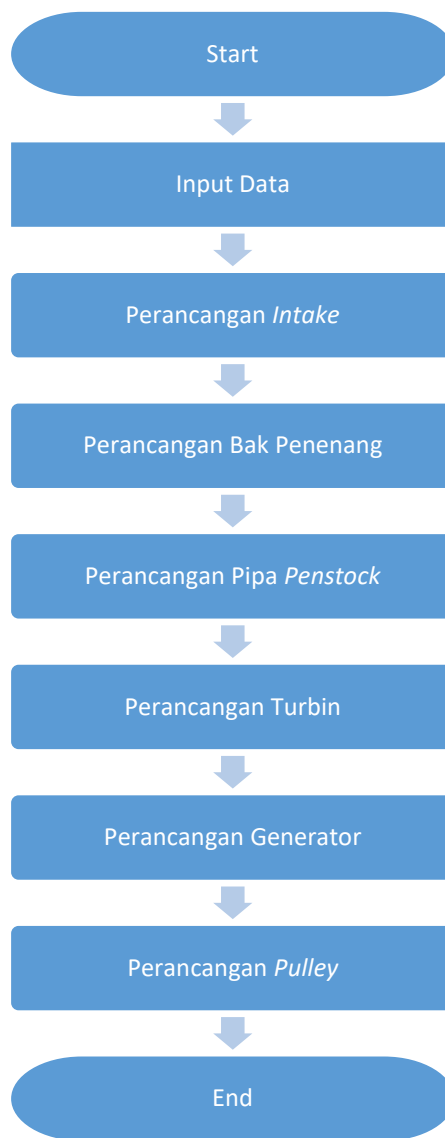 Start
Input Data
Perancangan Intake
Perancangan Bak Penenang
Perancangan Pipa Penstock
Perancangan Turbin
Perancangan Generator
Perancangan Pulley
End